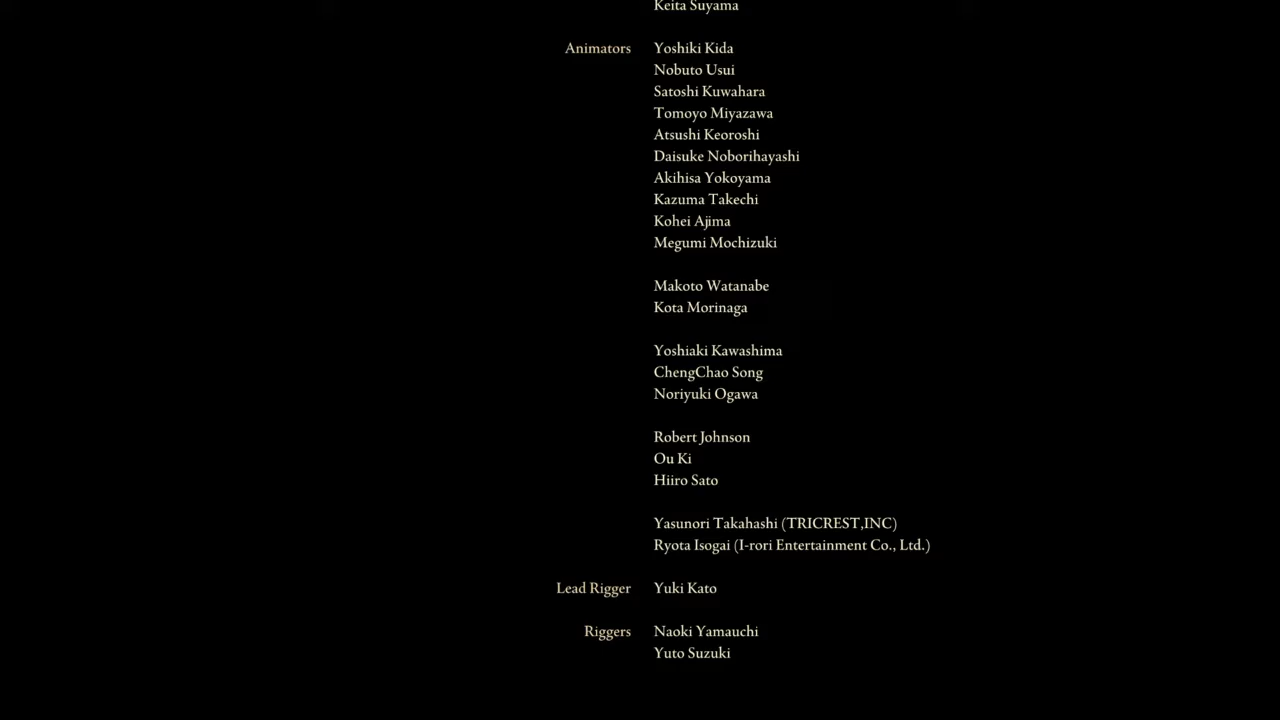 Keita Suyama
Animators Yoshiki Kida
Nobuto Usui
Satoshi Kuwahara
Tomoyo Miyazawa
Atsushi Keoroshi
Daisuke Noborihayashi
Akihisa Yokoyama
Kazuma Takechi
Kohei Ajima
Megumi Mochizuki
Makoto Watanabe
Kota Morinaga
Yoshiaki Kawashima
ChengChao Song
Noriyuki Ogawa
Robert Johnson
Ou Ki
Hiiro Sato
Yasunori Takahashi (TRICREST,INC)
Ryota Isogai (I-rori Entertainment Co., Ltd.)
Lead Rigger Yuki Kato
Riggers Naoki Yamauchi
Yuto Suzuki